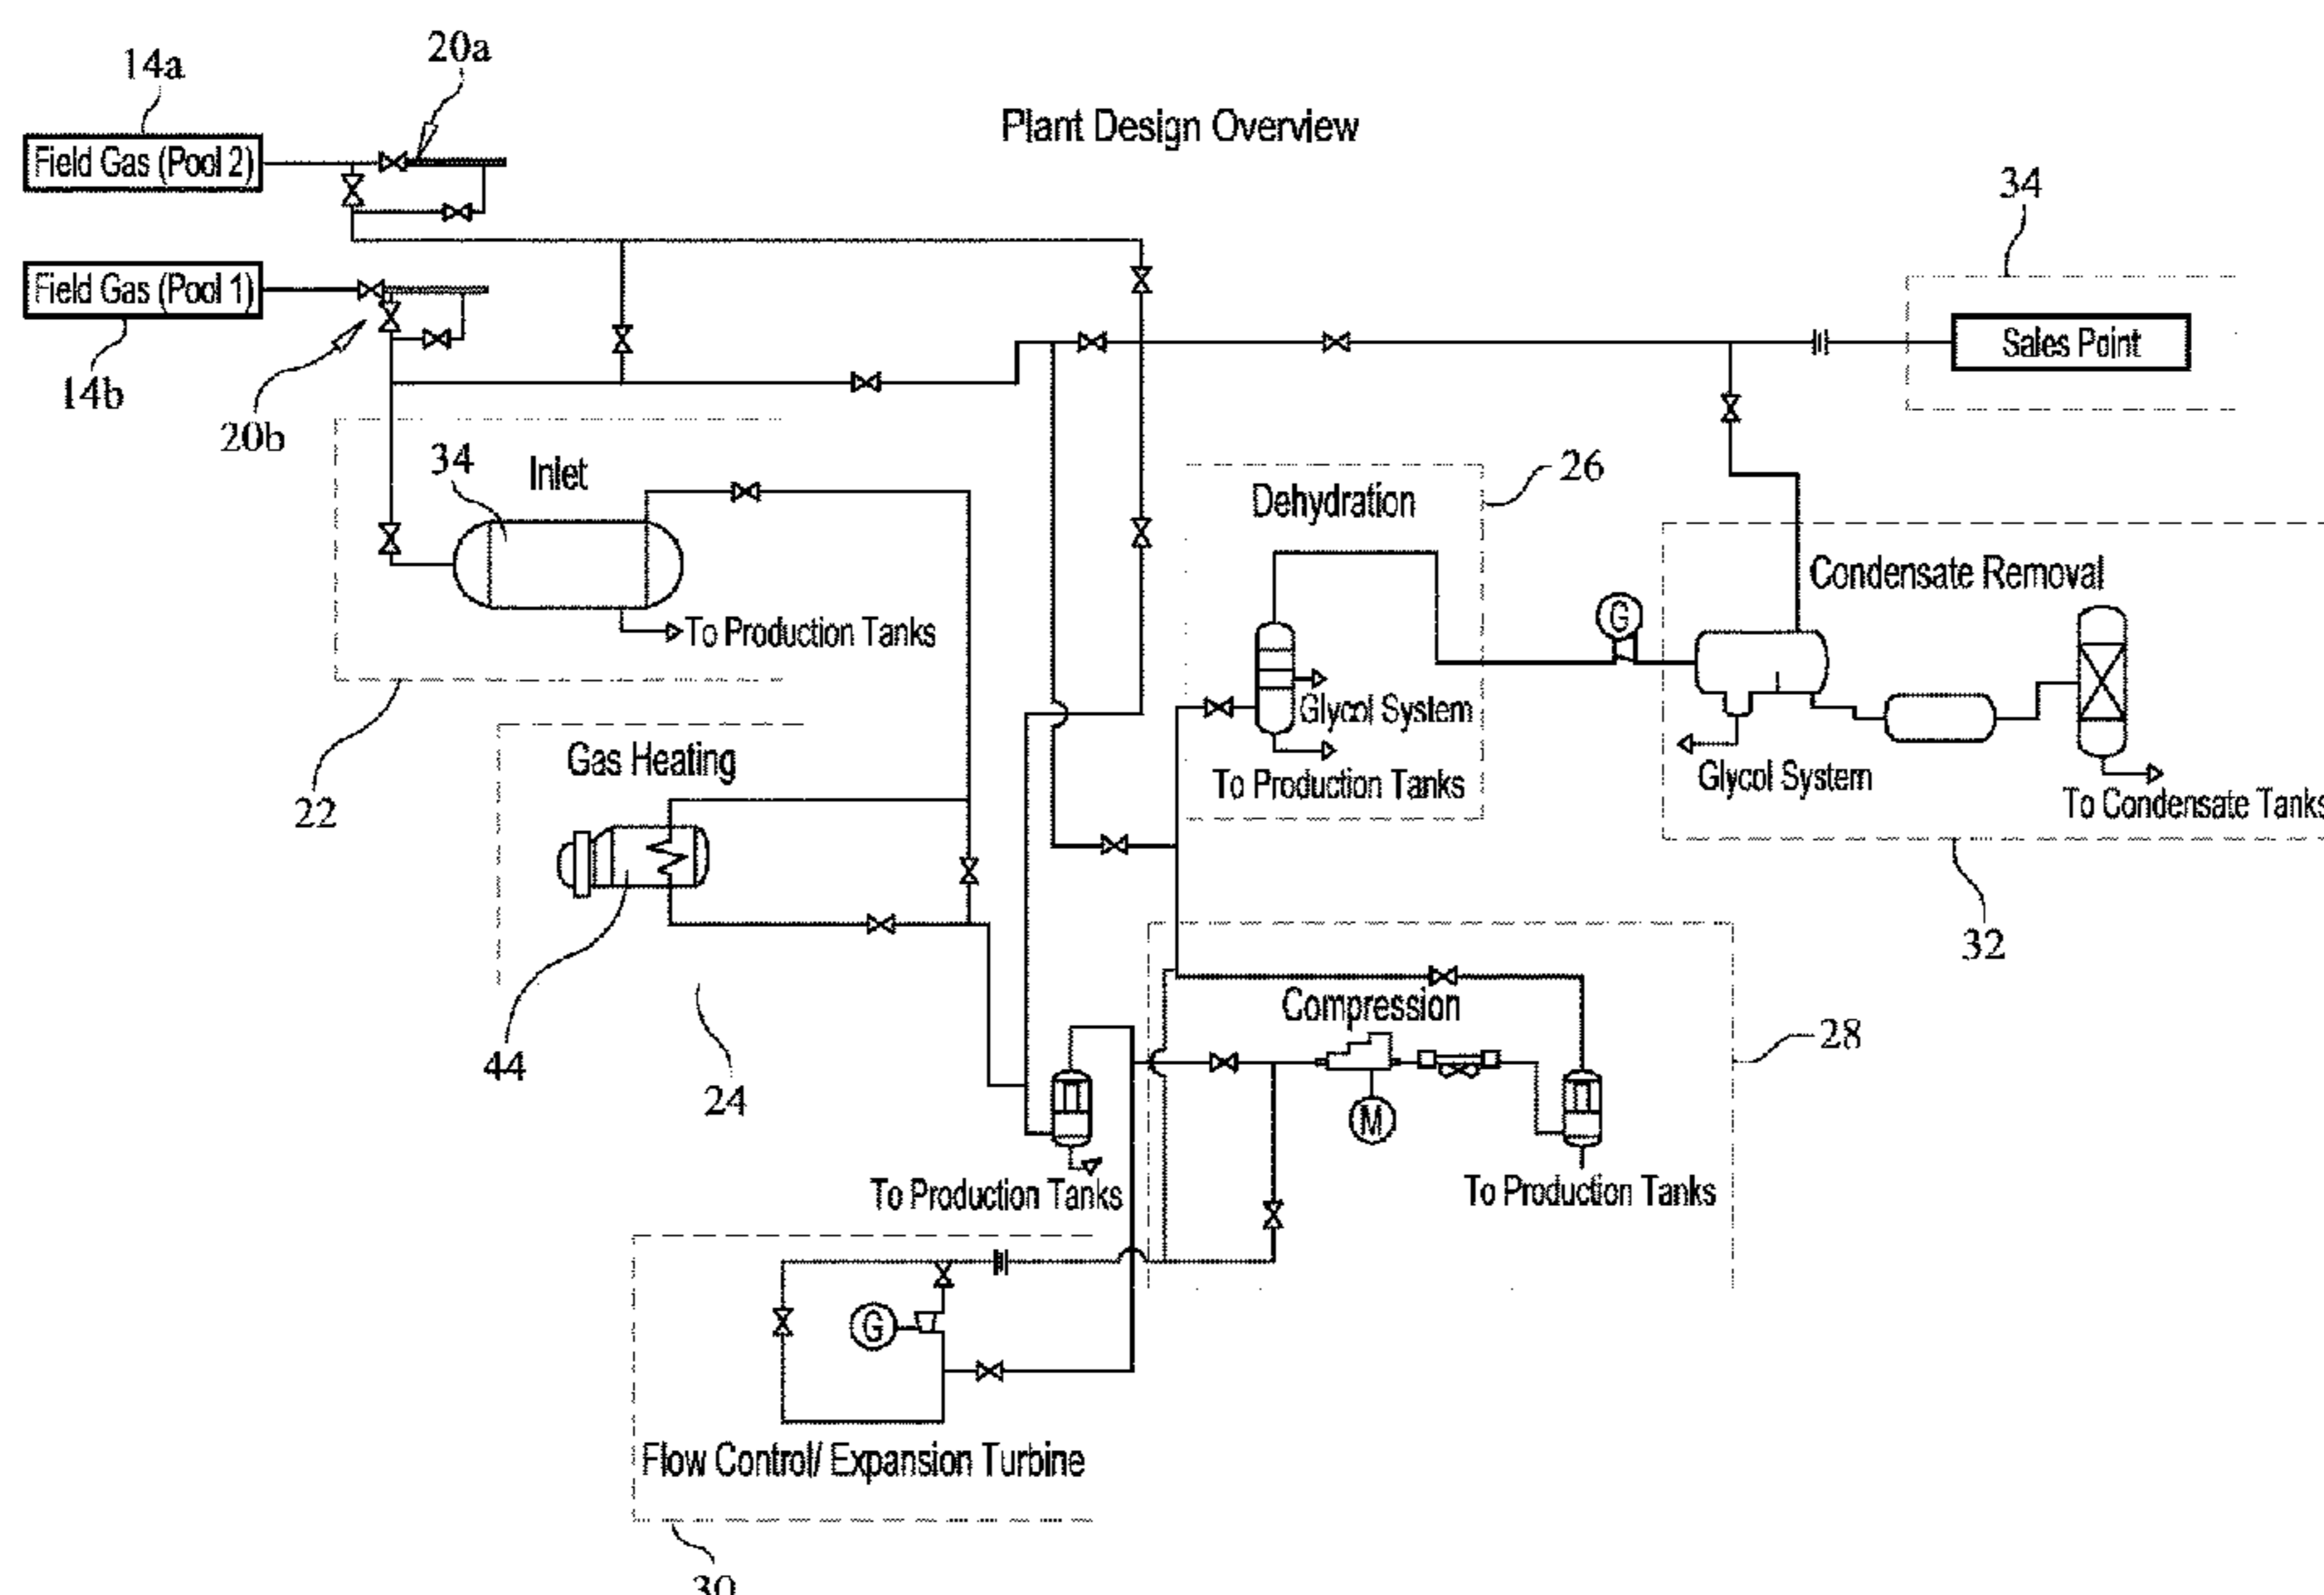 20a
14a
Plant Design Overview
Field Gas (Pool 2)
34
Field Gas (Pool 1)
Sales Point
14b
20b
34
Inlet
26
Dehydration
Condensate Removal
G
To Production Tanks
Glycol System
Gas Heating
To Production Tanks
Glycol System
To Condensate Tanks
22
32
Compression
28
44
24
M
To Production Tanks
To Production Tanks
G
Flow Control/ Expansion Turbine
30